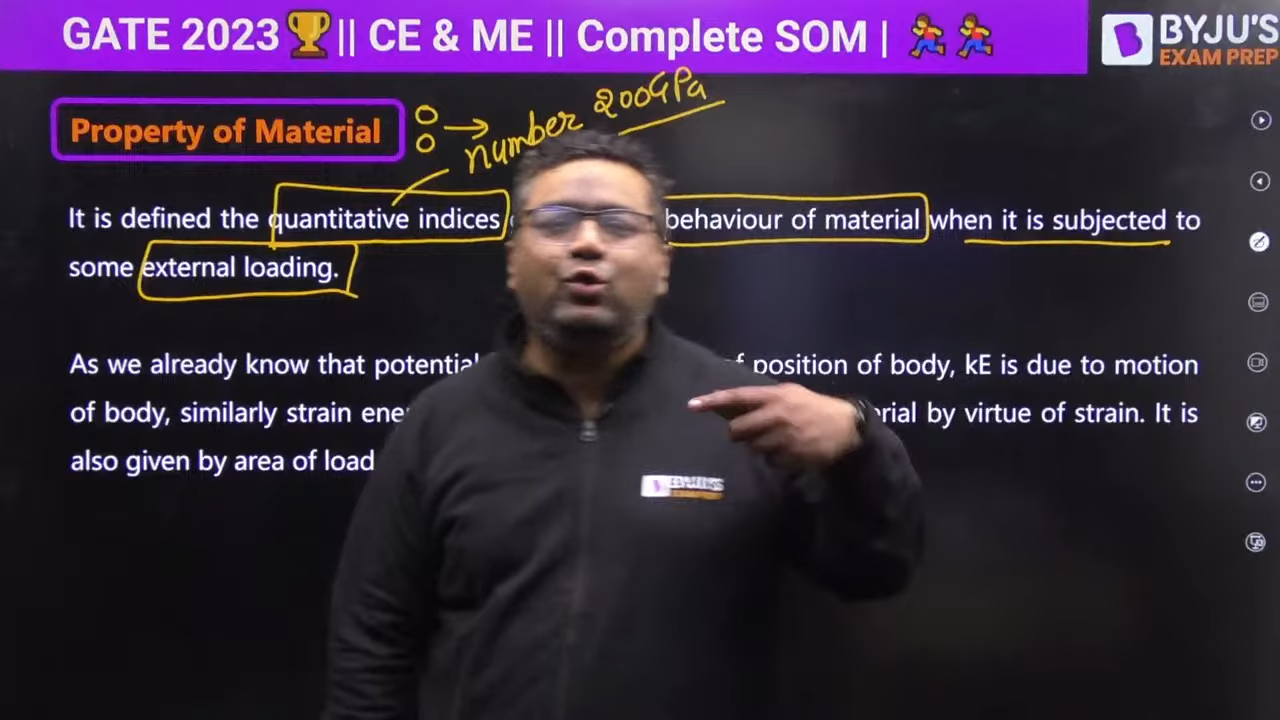 GATE 2023🏆|| CE & ME || Complete SOM | 🏃🏃
BYJU'S
EXAM PREP
Property of Material
number 200GPa
It is defined the quantitative indices behaviour of material when it is subjected to
some external loading.
As we already know that potential position of body, kE is due to motion
of body, similarly strain by virtue of strain. It is
also given by area of load
BYJU'S